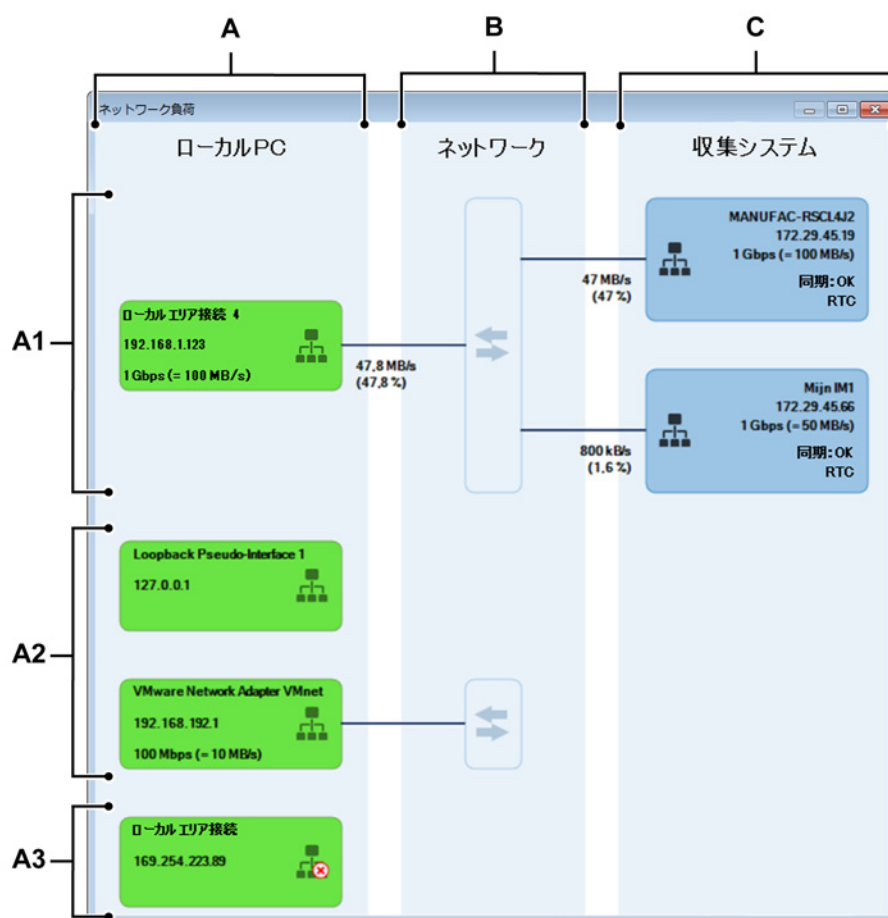 A
B
C
ネットワーク負荷
ローカルPC
ネットワーク
収集システム
A1
ローカル エリア接続 4
192.168.1.123
1 Gbps (= 100 MB/s)
47,8 MB/s
(47,8 %)
47 MB/s
(47 %)
MANUFAC-RSCL4J2
172.29.45.19
1 Gbps (= 100 MB/s)
同期:OK
RTC
800 kB/s
(1,6 %)
Mijn IM1
172.29.45.66
1 Gbps (= 50 MB/s)
同期:OK
RTC
A2
Loopback Pseudo-Interface 1
127.0.0.1
VMware Network Adapter VMnet
192.168.192.1
100 Mbps (= 10 MB/s)
A3
ローカル エリア接続
169.254.223.89